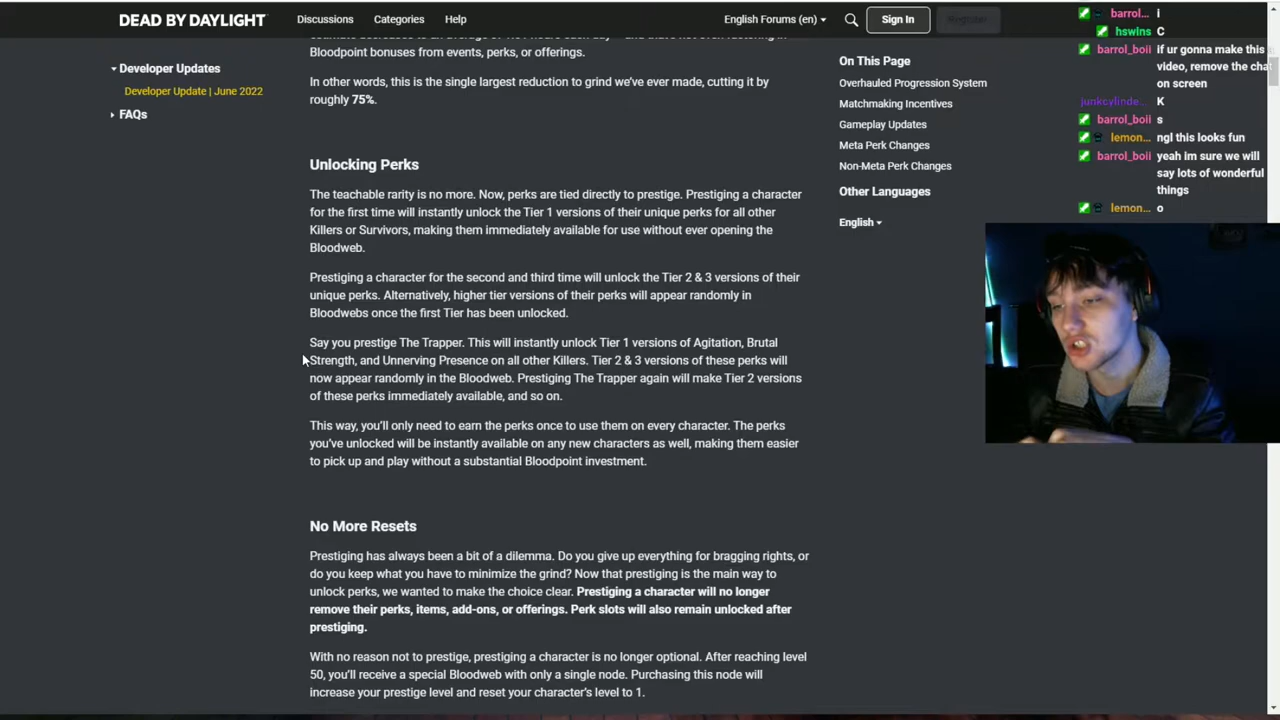 DEAD BY DAYLIGHT
Discussions
Categories
Help
English Forums (en)
Sign In
Register
Developer Updates
Developer Update | June 2022
FAQs
Bloodpoint bonuses from events, perks, or offerings.
In other words, this is the single largest reduction to grind we've ever made, cutting it by
roughly 75%.
Unlocking Perks
The teachable rarity is no more. Now, perks are tied directly to prestige. Prestiging a character
for the first time will instantly unlock the Tier 1 versions of their unique perks for all other
Killers or Survivors, making them immediately available for use without ever opening the
Bloodweb.
Prestiging a character for the second and third time will unlock the Tier 2 & 3 versions of their
unique perks. Alternatively, higher tier versions of their perks will appear randomly in
Bloodwebs once the first Tier has been unlocked.
Say you prestige The Trapper. This will instantly unlock Tier 1 versions of Agitation, Brutal
Strength, and Unnerving Presence on all other Killers. Tier 2 & 3 versions of these perks will
now appear randomly in the Bloodweb. Prestiging The Trapper again will make Tier 2 versions
of these perks immediately available, and so on.
This way, you'll only need to earn the perks once to use them on every character. The perks
you've unlocked will be instantly available on any new characters as well, making them easier
to pick up and play without a substantial Bloodpoint investment.
No More Resets
Prestiging has always been a bit of a dilemma. Do you give up everything for bragging rights, or
do you keep what you have to minimize the grind? Now that prestiging is the main way to
unlock perks, we wanted to make the choice clear. Prestiging a character will no longer
remove their perks, items, add-ons, or offerings. Perk slots will also remain unlocked after
prestiging.
With no reason not to prestige, prestiging a character is no longer optional. After reaching level
50, you'll receive a special Bloodweb with only a single node. Purchasing this node will
increase your prestige level and reset your character's level to 1.
On This Page
Overhauled Progression System
Matchmaking Incentives
Gameplay Updates
Meta Perk Changes
Non-Meta Perk Changes
Other Languages
English
barrol... i
hswlns C
barrol_boii if ur gonna make this a
video, remove the chat
on screen
junkcylinde... K
barrol_boii s
lemon... ngl this looks fun
barrol_boii yeah im sure we will
say lots of wonderful
things
lemon... o